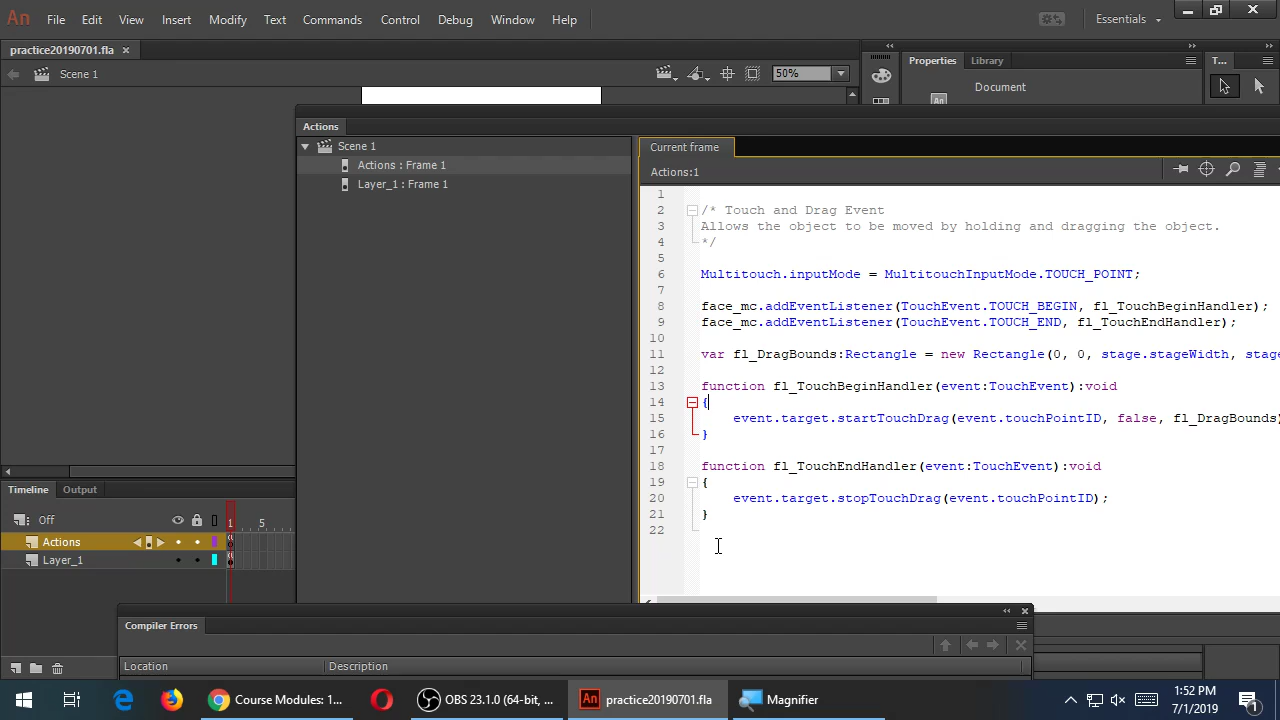 An File Edit View Insert Modify Text Commands Control Debug Window Help Essentials
practice20190701.fla ×
Scene 1 50%
Properties Library T...
Document
An
Actions
Scene 1
Actions : Frame 1
Layer_1 : Frame 1
Current frame
Actions:1
1
2 /* Touch and Drag Event
3 Allows the object to be moved by holding and dragging the object.
4 */
5
6 Multitouch.inputMode = MultitouchInputMode.TOUCH_POINT;
7
8 face_mc.addEventListener(TouchEvent.TOUCH_BEGIN, fl_TouchBeginHandler);
9 face_mc.addEventListener(TouchEvent.TOUCH_END, fl_TouchEndHandler);
10
11 var fl_DragBounds:Rectangle = new Rectangle(0, 0, stage.stageWidth, stage
12
13 function fl_TouchBeginHandler(event:TouchEvent):void
14 {
15 event.target.startTouchDrag(event.touchPointID, false, fl_DragBounds)
16 }
17
18 function fl_TouchEndHandler(event:TouchEvent):void
19 {
20 event.target.stopTouchDrag(event.touchPointID);
21 }
22
Timeline Output
Off 1 5
Actions
Layer_1
Compiler Errors
Location Description
Course Modules: 1... OBS 23.1.0 (64-bit, ... An practice20190701.fla Magnifier
1:52 PM
7/1/2019
1